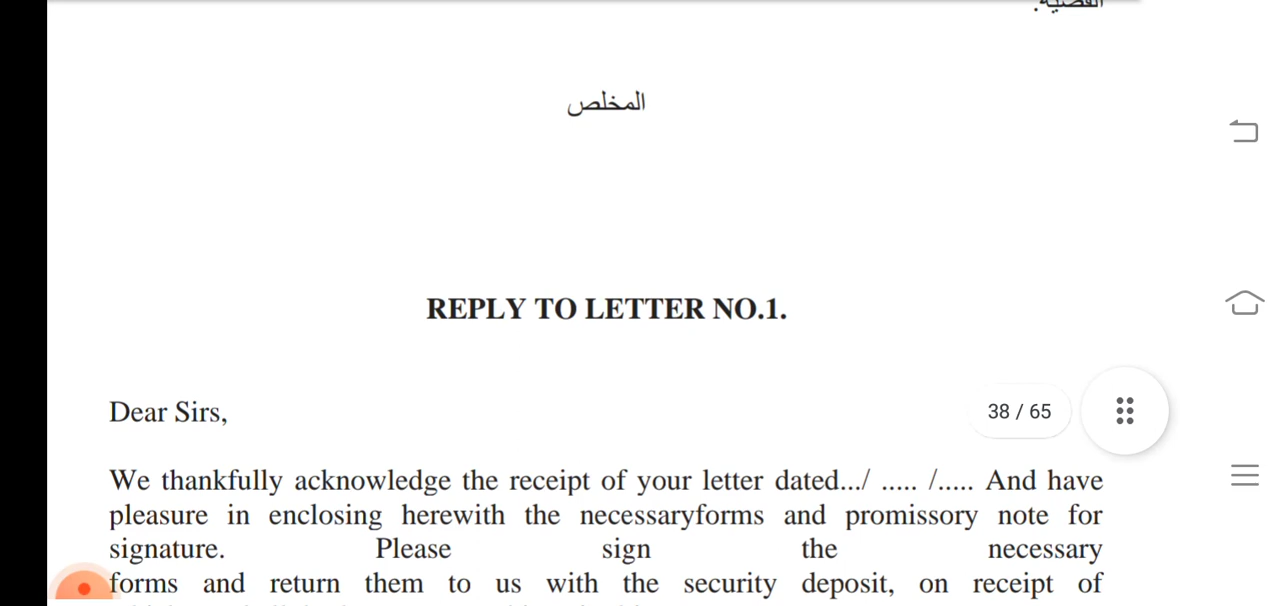 القضية.
المخلص
REPLY TO LETTER NO.1.
Dear Sirs,
38 / 65
We thankfully acknowledge the receipt of your letter dated.../ ..... /..... And have
pleasure in enclosing herewith the necessaryforms and promissory note for
signature. Please sign the necessary
forms and return them to us with the security deposit, on receipt of